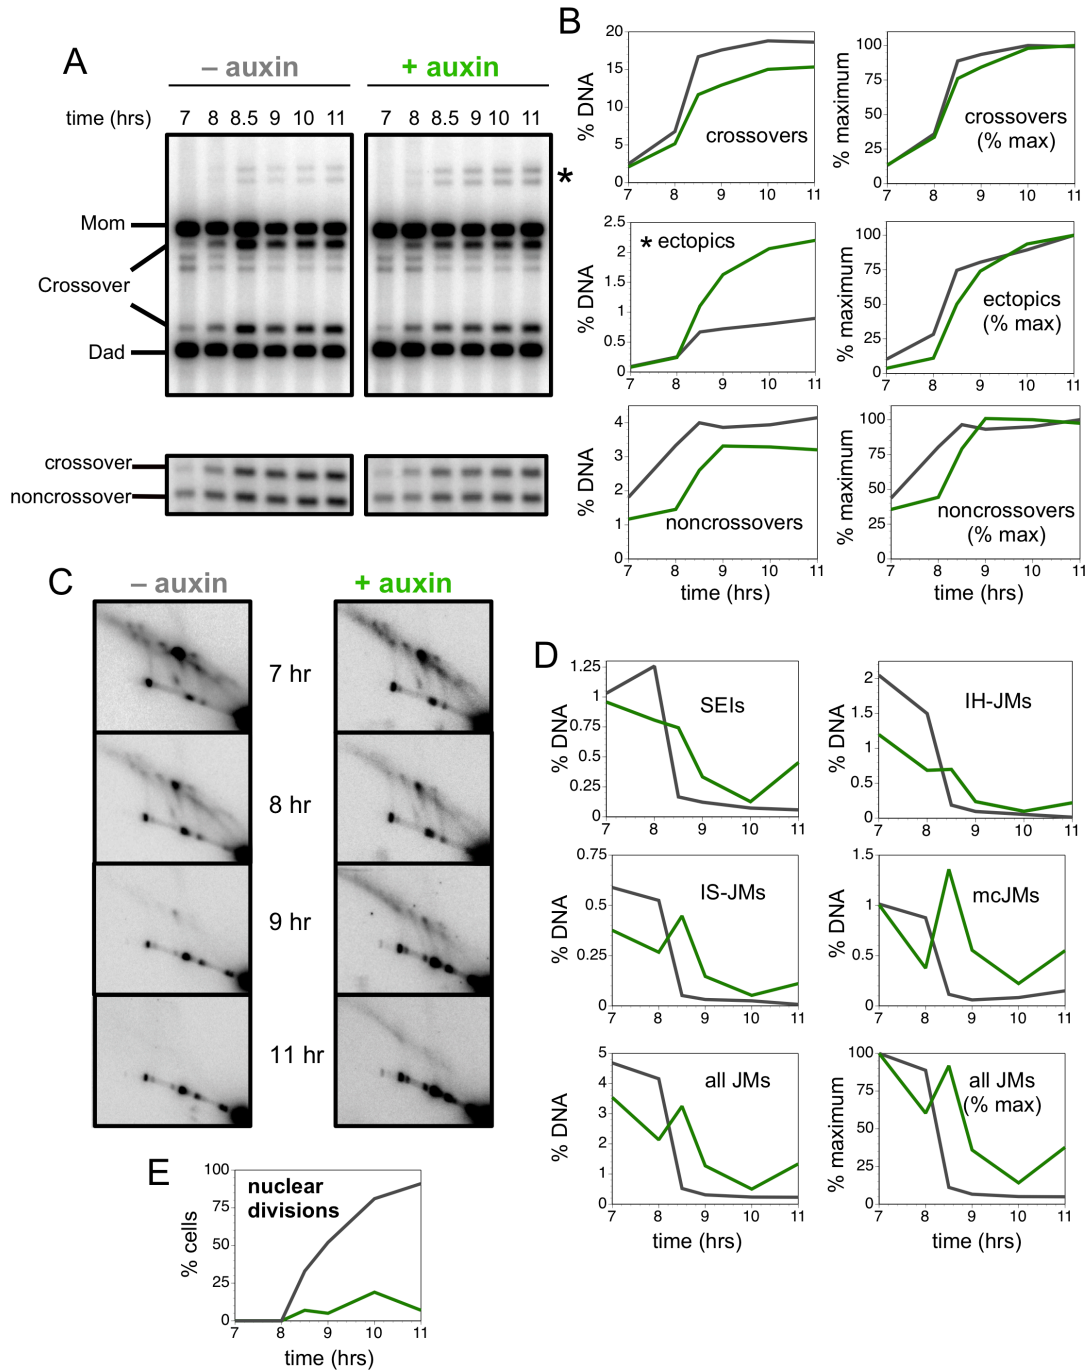 A
– auxin
+ auxin
time (hrs)
7 8 8.5 9 10 11
7 8 8.5 9 10 11
*
Mom
Crossover
Dad
crossover
noncrossover
B
20
15
10
5
0
% DNA
crossovers
7 8 9 10 11
100
75
50
25
0
% maximum
crossovers
(% max)
7 8 9 10 11
2.5
2
1.5
1
0.5
0
% DNA
* ectopics
7 8 9 10 11
100
75
50
25
0
% maximum
ectopics
(% max)
7 8 9 10 11
4
3
2
1
0
% DNA
noncrossovers
7 8 9 10 11
time (hrs)
100
75
50
25
0
% maximum
noncrossovers
(% max)
7 8 9 10 11
time (hrs)
C
– auxin
+ auxin
7 hr
8 hr
9 hr
11 hr
D
1.25
1
0.75
0.5
0.25
0
% DNA
SEIs
7 8 9 10 11
2
1.5
1
0.5
0
% DNA
IH-JMs
7 8 9 10 11
0.75
0.5
0.25
0
% DNA
IS-JMs
7 8 9 10 11
1.5
1
0.5
0
% DNA
mcJMs
7 8 9 10 11
5
4
3
2
1
0
% DNA
all JMs
7 8 9 10 11
time (hrs)
100
75
50
25
0
% maximum
all JMs
(% max)
7 8 9 10 11
time (hrs)
E
100
75
50
25
0
% cells
nuclear
divisions
7 8 9 10 11
time (hrs)